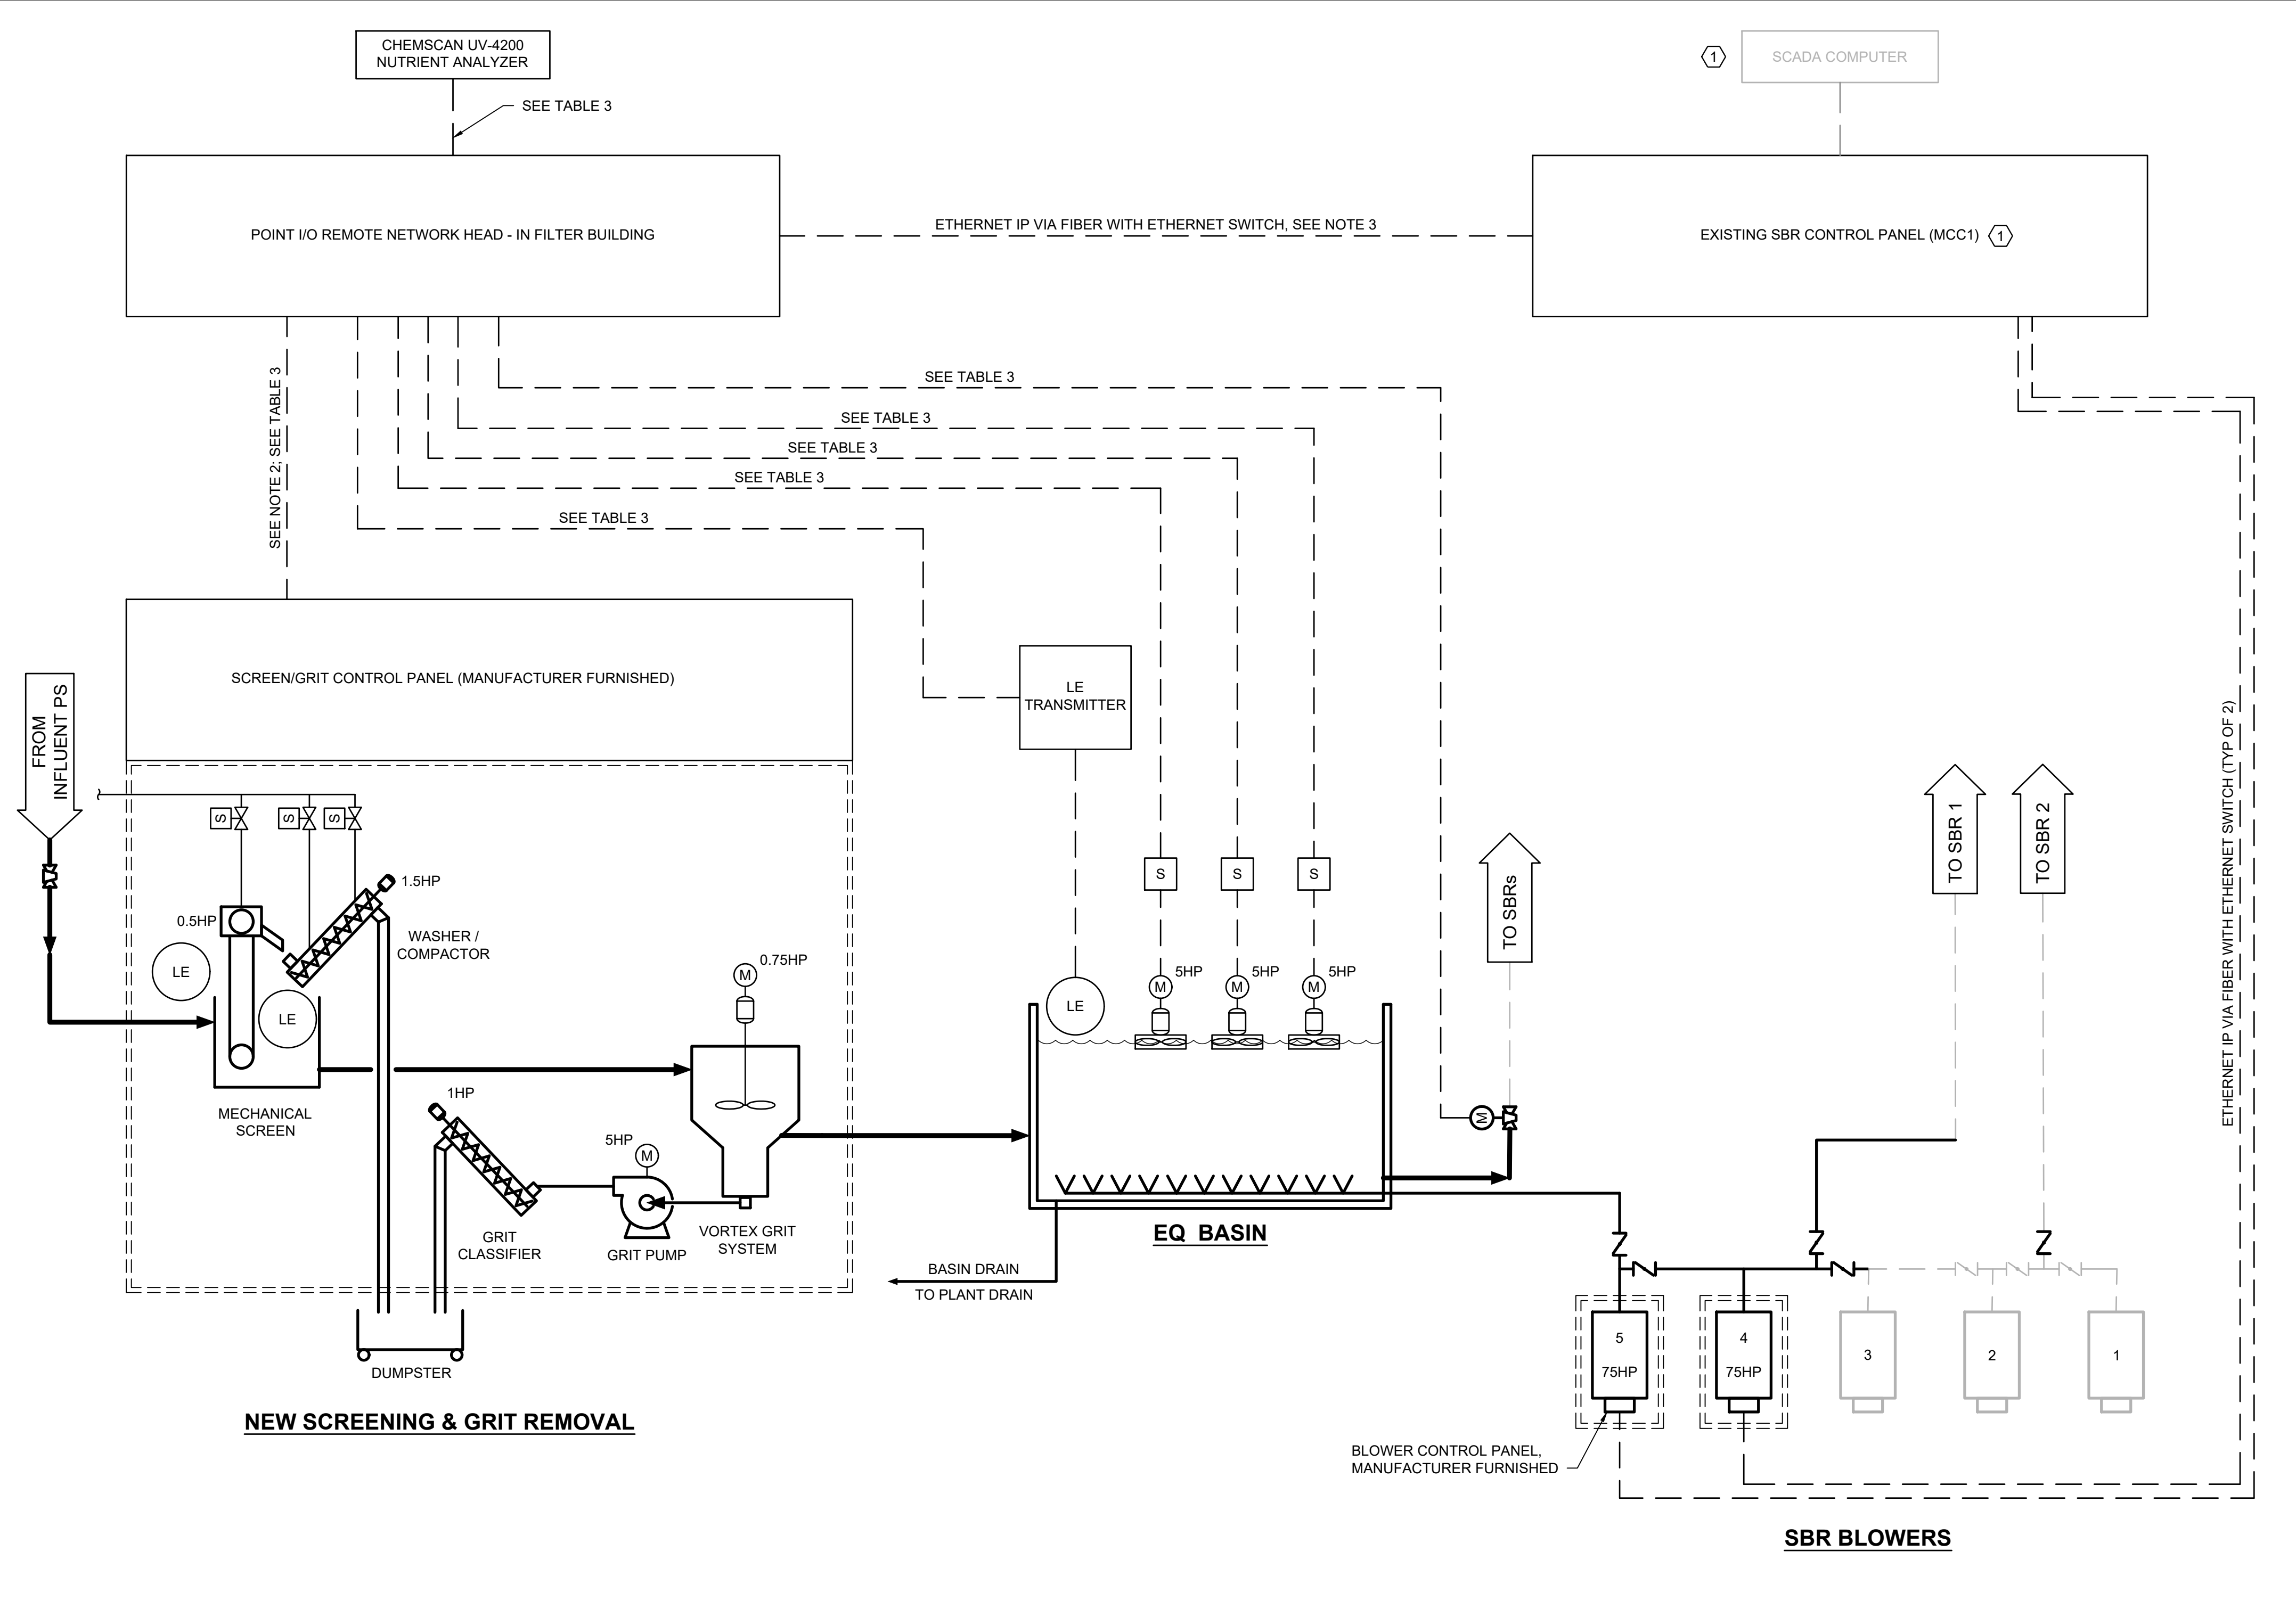 CHEMSCAN UV-4200
NUTRIENT ANALYZER
SEE TABLE 3
1
SCADA COMPUTER
POINT I/O REMOTE NETWORK HEAD - IN FILTER BUILDING
ETHERNET IP VIA FIBER WITH ETHERNET SWITCH, SEE NOTE 3
EXISTING SBR CONTROL PANEL (MCC1)
1
SEE NOTE 2; SEE TABLE 3
SEE TABLE 3
SEE TABLE 3
SEE TABLE 3
SEE TABLE 3
SEE TABLE 3
SCREEN/GRIT CONTROL PANEL (MANUFACTURER FURNISHED)
FROM
INFLUENT PS
LE
TRANSMITTER
S
S
S
1.5HP
0.5HP
WASHER /
COMPACTOR
LE
LE
MECHANICAL
SCREEN
0.75HP
M
1HP
5HP
M
GRIT
CLASSIFIER
GRIT PUMP
VORTEX GRIT
SYSTEM
DUMPSTER
NEW SCREENING & GRIT REMOVAL
S
S
S
LE
M
5HP
M
5HP
M
5HP
EQ BASIN
BASIN DRAIN
TO PLANT DRAIN
TO SBRs
M
TO SBR 1
TO SBR 2
ETHERNET IP VIA FIBER WITH ETHERNET SWITCH (TYP OF 2)
5
75HP
4
75HP
3
2
1
BLOWER CONTROL PANEL,
MANUFACTURER FURNISHED
SBR BLOWERS